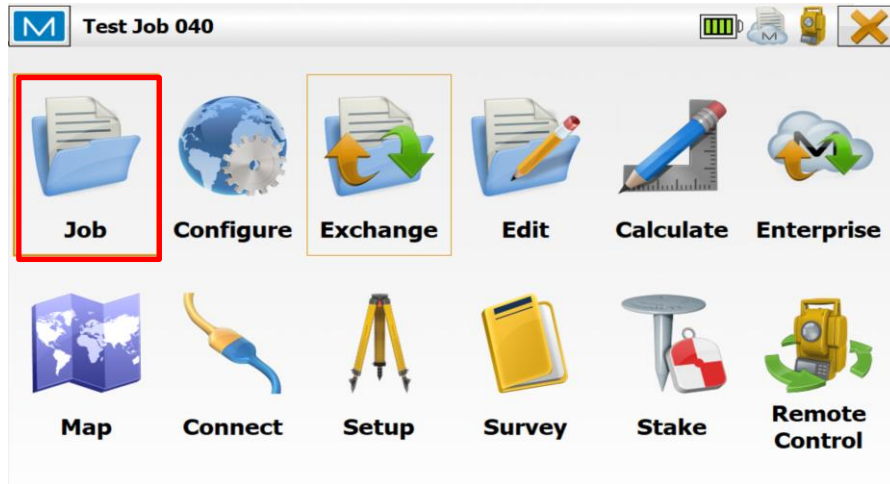 Test Job 040
Job
Configure
Exchange
Edit
Calculate
Enterprise
Map
Connect
Setup
Survey
Stake
Remote
Control